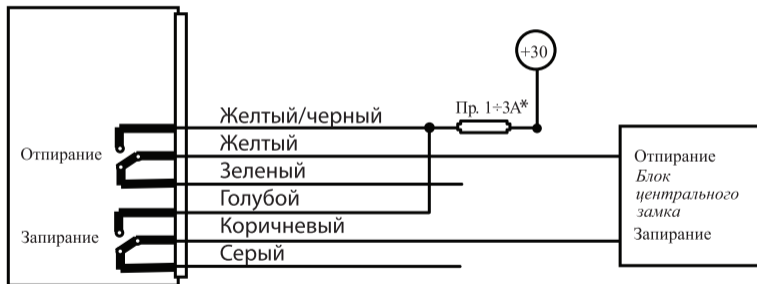 +30
Пр. 1÷3А*
Желтый/черный
Желтый
Зеленый
Голубой
Коричневый
Серый
Отпирание
Запирание
Отпирание
Блок
центрального
замка
Запирание